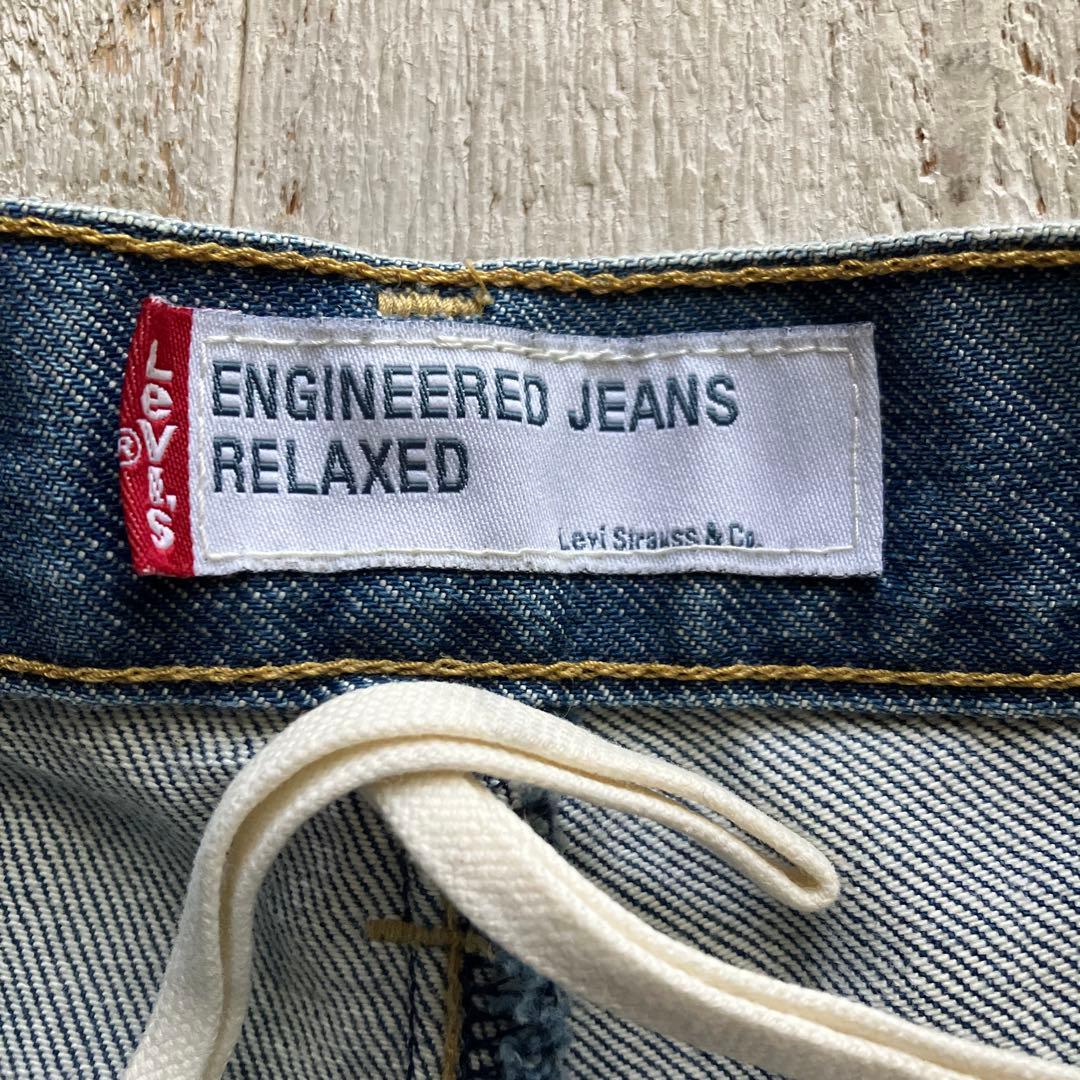 LEVI'S
®
ENGINEERED JEANS
RELAXED
Levi Strauss & Co.